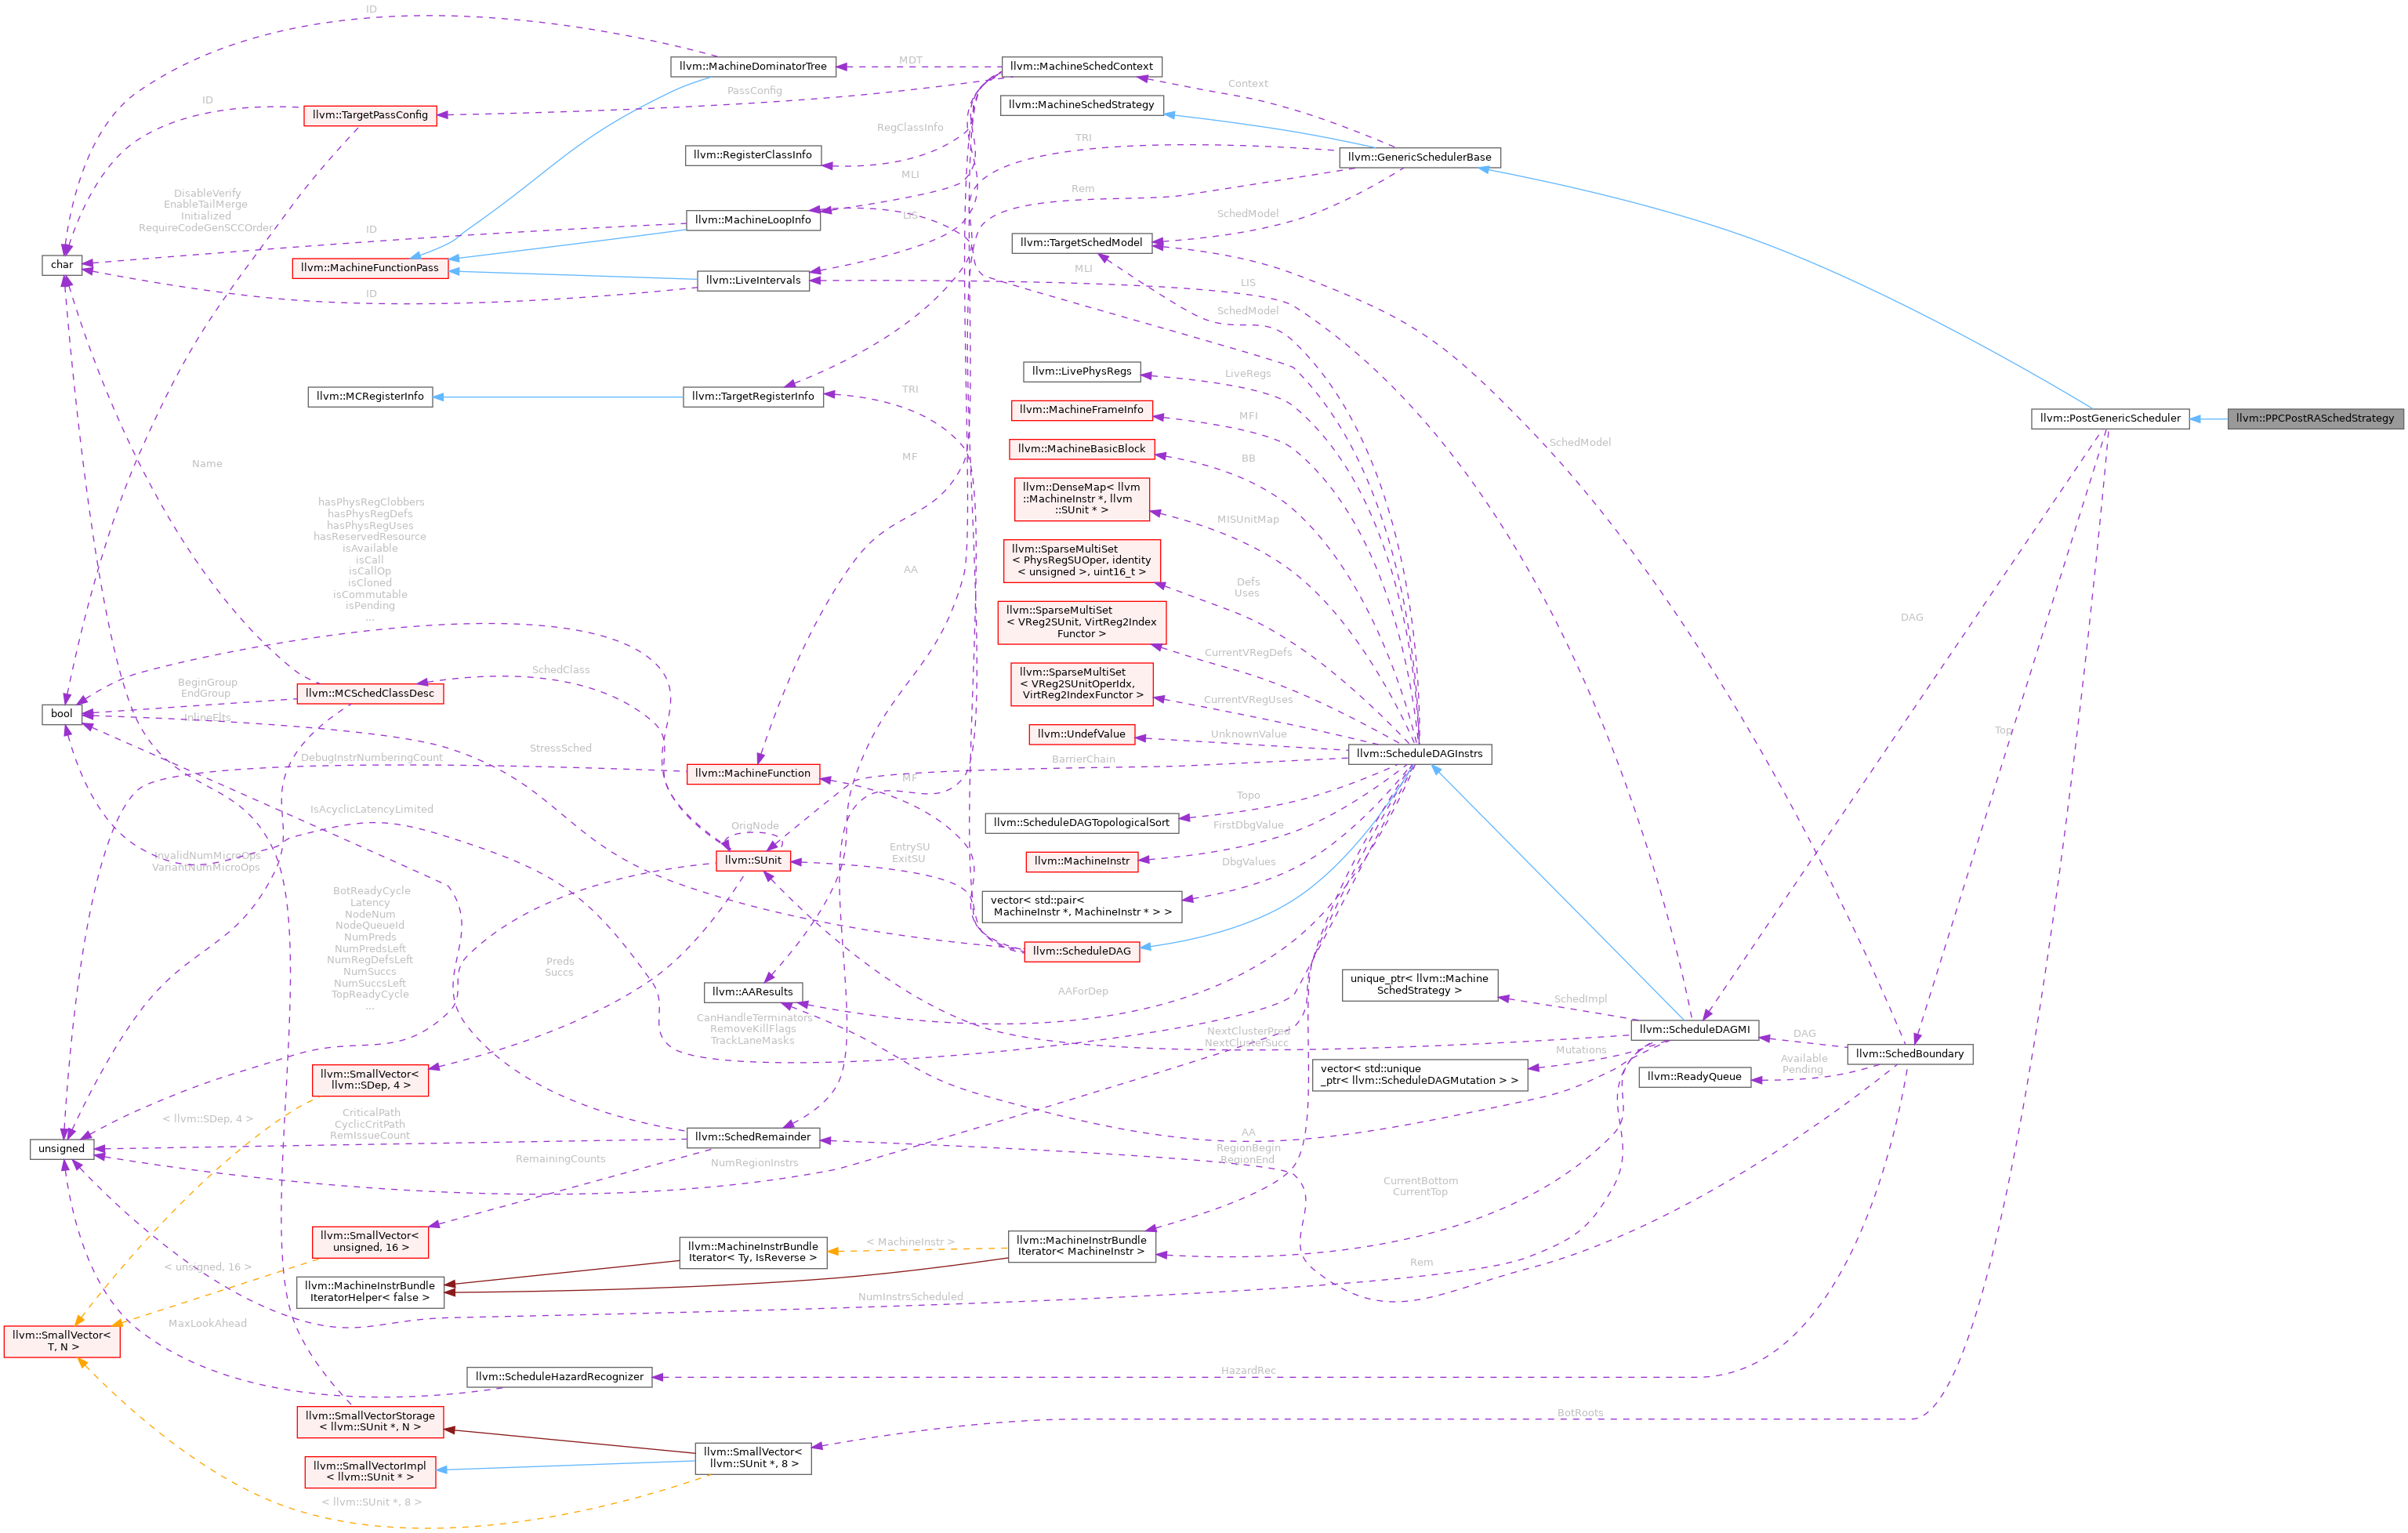 ID
llvm::MachineDominatorTree
MDT
llvm::MachineSchedContext
Context
PassConfig
ID
llvm::TargetPassConfig
llvm::MachineSchedStrategy
RegClassInfo
llvm::RegisterClassInfo
TRI
llvm::GenericSchedulerBase
MLI
Rem
DisableVerify
EnableTailMerge
Initialized
RequireCodeGenSCCOrder
ID
llvm::MachineLoopInfo
LIS
SchedModel
llvm::TargetSchedModel
char
llvm::MachineFunctionPass
MLI
ID
llvm::LiveIntervals
LIS
SchedModel
llvm::MCRegisterInfo
llvm::TargetRegisterInfo
TRI
llvm::LivePhysRegs
LiveRegs
llvm::MachineFrameInfo
MFI
llvm::PostGenericScheduler
llvm::PPCPostRASchedStrategy
SchedModel
Name
MF
llvm::MachineBasicBlock
BB
hasPhysRegClobbers
hasPhysRegDefs
hasPhysRegUses
hasReservedResource
isAvailable
isCall
isCallOp
isCloned
isCommutable
isPending
...
llvm::DenseMap< llvm
::MachineInstr *, llvm
::SUnit * >
MISUnitMap
AA
llvm::SparseMultiSet
< PhysRegSUOper, identity
< unsigned >, uint16_t >
Defs
Uses
llvm::SparseMultiSet
< VReg2SUnit, VirtReg2Index
Functor >
CurrentVRegDefs
DAG
SchedClass
llvm::MCSchedClassDesc
BeginGroup
EndGroup
llvm::SparseMultiSet
< VReg2SUnitOperIdx,
VirtReg2IndexFunctor >
CurrentVRegUses
bool
InlineElts
llvm::UndefValue
UnknownValue
Top
StressSched
DebugInstrNumberingCount
llvm::MachineFunction
MF
BarrierChain
llvm::ScheduleDAGInstrs
IsAcyclicLatencyLimited
OrigNode
llvm::ScheduleDAGTopologicalSort
Topo
FirstDbgValue
InvalidNumMicroOps
VariantNumMicroOps
llvm::SUnit
EntrySU
ExitSU
llvm::MachineInstr
DbgValues
BotReadyCycle
Latency
NodeNum
NodeQueueId
NumPreds
NumPredsLeft
NumRegDefsLeft
NumSuccs
NumSuccsLeft
TopReadyCycle
...
vector< std::pair<
MachineInstr *, MachineInstr * > >
Preds
Succs
llvm::ScheduleDAG
llvm::AAResults
AAForDep
unique_ptr< llvm::Machine
SchedStrategy >
SchedImpl
CanHandleTerminators
RemoveKillFlags
TrackLaneMasks
NextClusterPred
NextClusterSucc
llvm::ScheduleDAGMI
DAG
llvm::SchedBoundary
Mutations
Available
Pending
llvm::SmallVector<
llvm::SDep, 4 >
vector< std::unique
_ptr< llvm::ScheduleDAGMutation > >
llvm::ReadyQueue
< llvm::SDep, 4 >
CriticalPath
CyclicCritPath
RemIssueCount
unsigned
llvm::SchedRemainder
AA
RemainingCounts
NumRegionInstrs
RegionBegin
RegionEnd
CurrentBottom
CurrentTop
llvm::SmallVector<
unsigned, 16 >
llvm::MachineInstrBundle
Iterator< Ty, IsReverse >
< MachineInstr >
llvm::MachineInstrBundle
Iterator< MachineInstr >
< unsigned, 16 >
Rem
llvm::MachineInstrBundle
IteratorHelper< false >
NumInstrsScheduled
MaxLookAhead
llvm::SmallVector<
T, N >
llvm::ScheduleHazardRecognizer
HazardRec
llvm::SmallVectorStorage
< llvm::SUnit *, N >
BotRoots
llvm::SmallVector<
llvm::SUnit *, 8 >
llvm::SmallVectorImpl
< llvm::SUnit * >
< llvm::SUnit *, 8 >